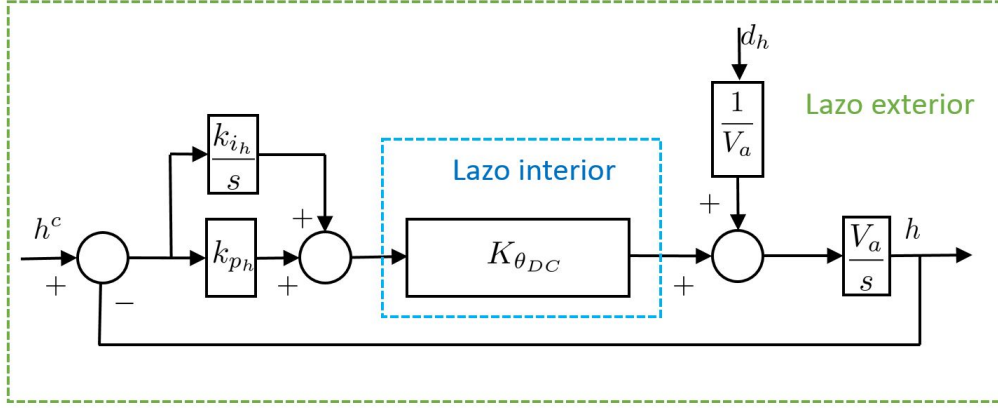 d_h
1
V_a
Lazo exterior
k_{i_h}
s
Lazo interior
+
+
h^c
k_{p_h}
K_{θ_{DC}}
V_a
s
h
+
+
+
−